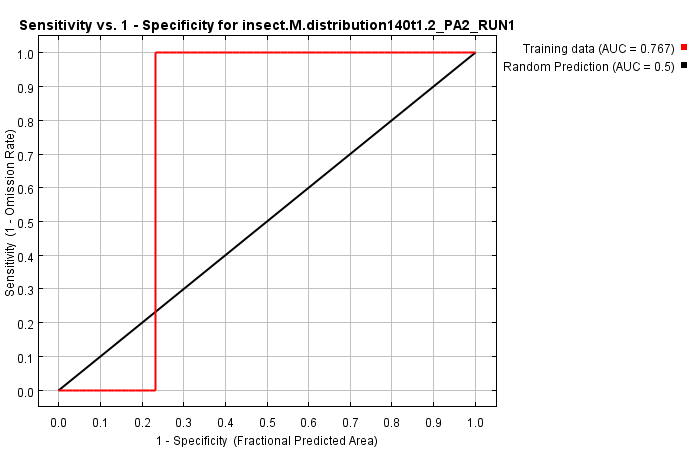 Sensitivity vs. 1 - Specificity for insect.M.distribution140t1.2_PA2_RUN1
Training data (AUC = 0.767)
Random Prediction (AUC = 0.5)
Sensitivity (1 - Omission Rate)
1.0
0.9
0.8
0.7
0.6
0.5
0.4
0.3
0.2
0.1
0.0
0.0 0.1 0.2 0.3 0.4 0.5 0.6 0.7 0.8 0.9 1.0
1 - Specificity (Fractional Predicted Area)